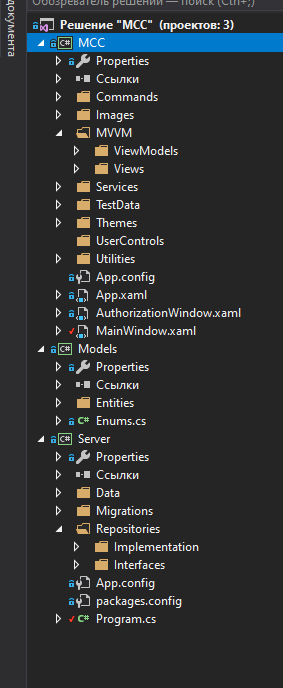 Обозреватель решений — поиск (Ctrl+;)
документа
Решение "МСС" (проектов: 3)
MCC
Properties
Ссылки
Commands
Images
MVVM
ViewModels
Views
Services
TestData
Themes
UserControls
Utilities
App.config
App.xaml
AuthorizationWindow.xaml
MainWindow.xaml
Models
Properties
Ссылки
Entities
Enums.cs
Server
Properties
Ссылки
Data
Migrations
Repositories
Implementation
Interfaces
App.config
packages.config
Program.cs